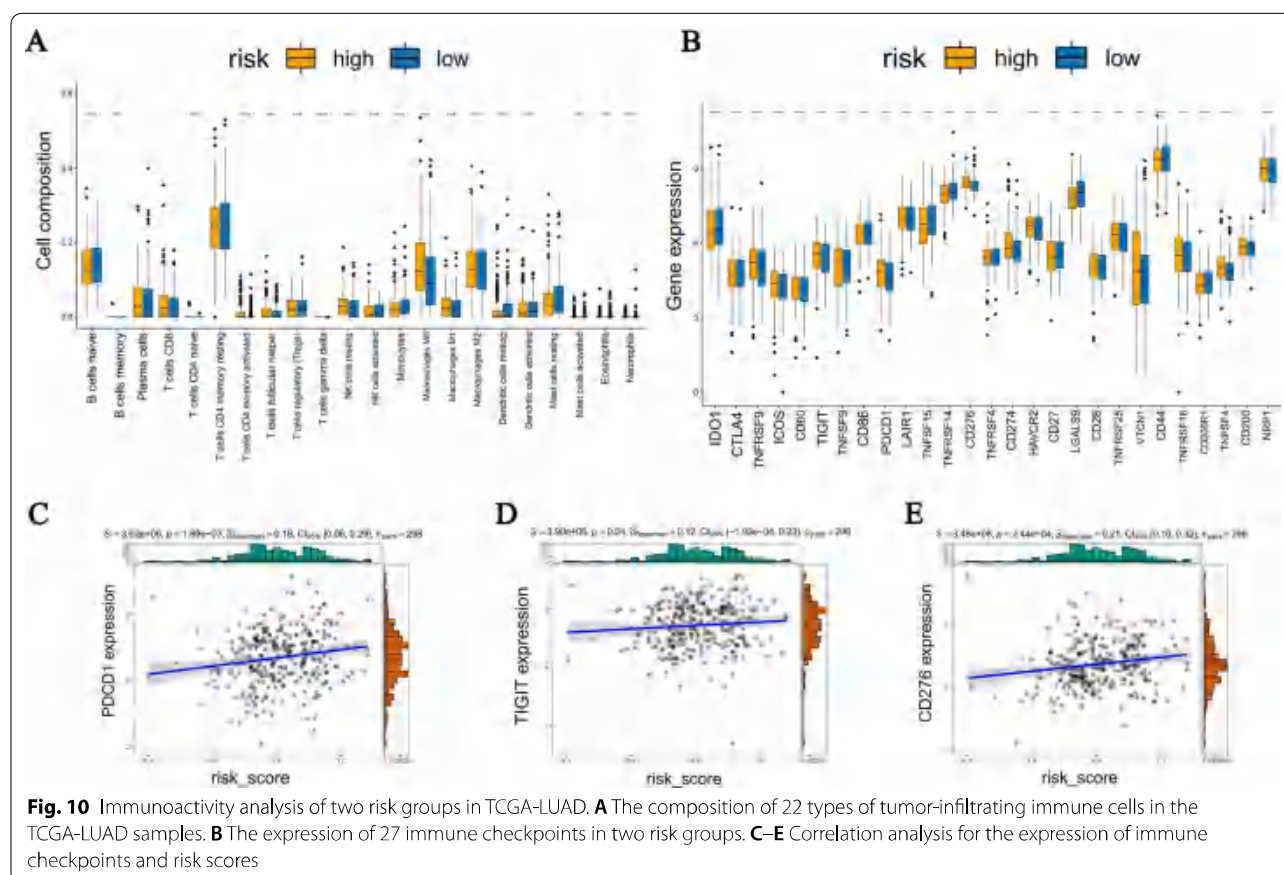 A
risk high low
Cell composition
B cells naive
B cells memory
Plasma cells
T cells CD8
T cells CD4 naive
T cells CD4 memory resting
T cells CD4 memory activated
T cells follicular helper
T cells regulatory (Tregs)
T cells gamma delta
NK cells resting
NK cells activated
Monocytes
Macrophages M0
Macrophages M1
Macrophages M2
Dendritic cells resting
Dendritic cells activated
Mast cells resting
Mast cells activated
Eosinophils
Neutrophils
B
risk high low
Gene expression
IDO1
CTLA4
TNFRSF9
ICOS
CD80
TIGIT
TNFSF9
CD86
PDCD1
LAIR1
TNFSF15
TNFRSF14
CD276
TNFRSF4
CD274
HAVCR2
CD27
LGALS9
CD28
TNFRSF25
VTCN1
CD44
TNFRSF18
CD200R1
TNFSF4
CD200
NRP1
C
PDCD1 expression
risk_score
D
TIGIT expression
risk_score
E
CD276 expression
risk_score
Fig. 10 Immunoactivity analysis of two risk groups in TCGA-LUAD. A The composition of 22 types of tumor-infiltrating immune cells in the
TCGA-LUAD samples. B The expression of 27 immune checkpoints in two risk groups. C–E Correlation analysis for the expression of immune
checkpoints and risk scores